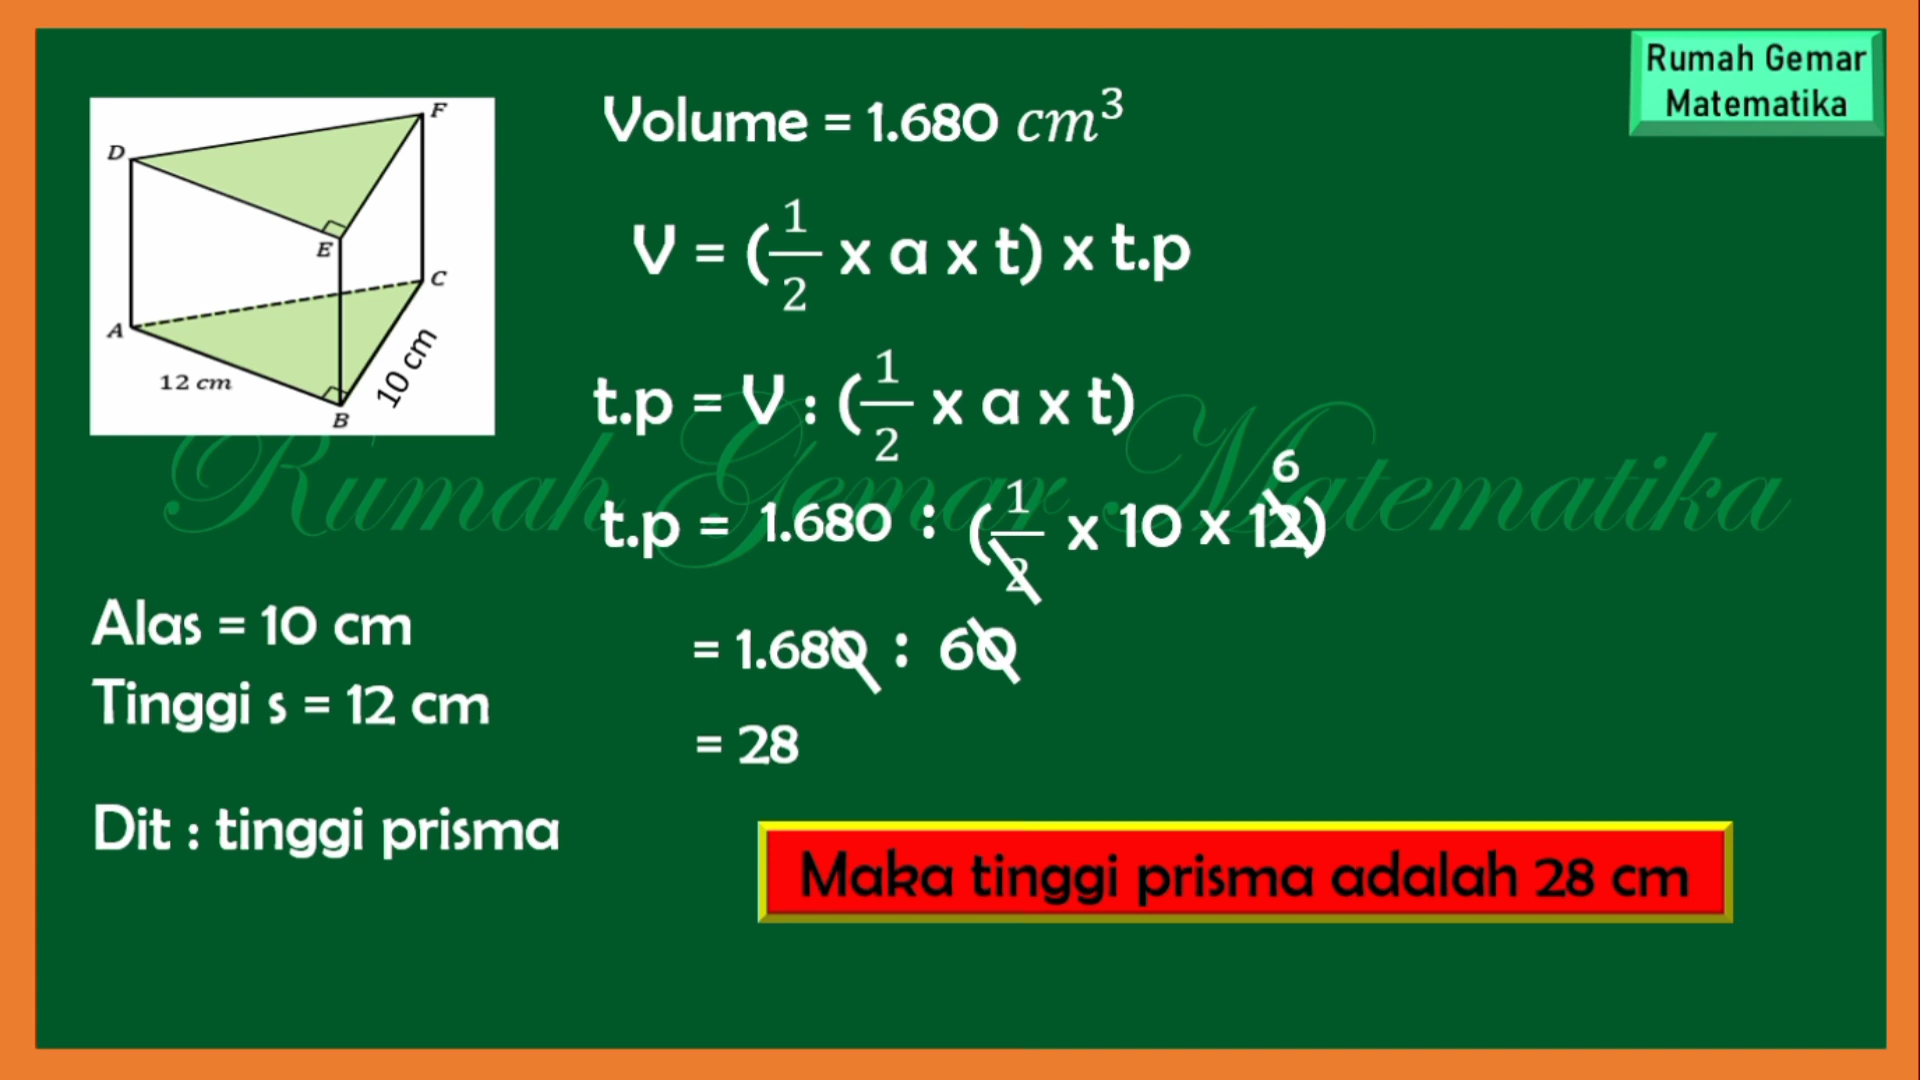 Rumah Gemar
Matematika
F
D
E
C
A
12 cm
10 cm
B
Volume = 1.680 cm³
V = (1/2 x a x t) x t.p
t.p = V : (1/2 x a x t)
6
t.p = 1.680 : (1/2 x 10 x 12)
= 1.680 : 60
= 28
Rumah Gemar Matematika
Alas = 10 cm
Tinggi s = 12 cm
Dit : tinggi prisma
Maka tinggi prisma adalah 28 cm